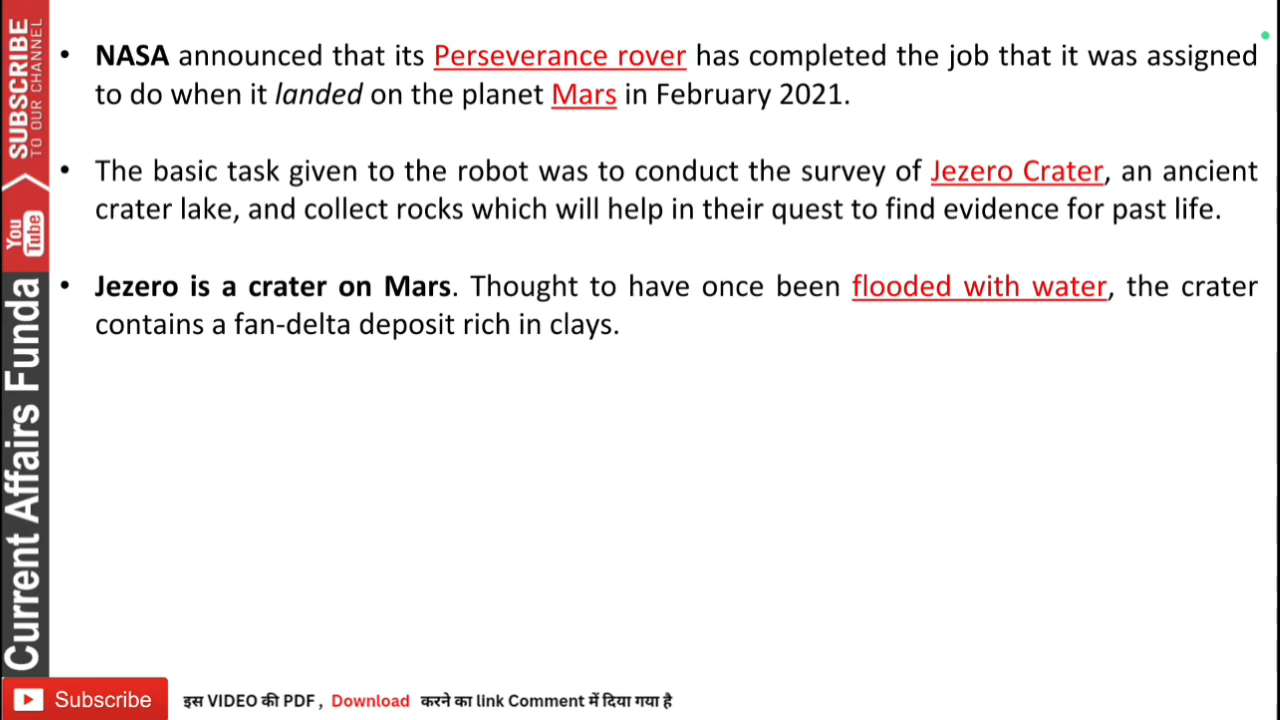 SUBSCRIBE
TO OUR CHANNEL
You
Tube
Current Affairs Funda
• NASA announced that its Perseverance rover has completed the job that it was assigned
to do when it landed on the planet Mars in February 2021.
• The basic task given to the robot was to conduct the survey of Jezero Crater, an ancient
crater lake, and collect rocks which will help in their quest to find evidence for past life.
• Jezero is a crater on Mars. Thought to have once been flooded with water, the crater
contains a fan-delta deposit rich in clays.
Subscribe
इस VIDEO की PDF , Download करने का link Comment में दिया गया है